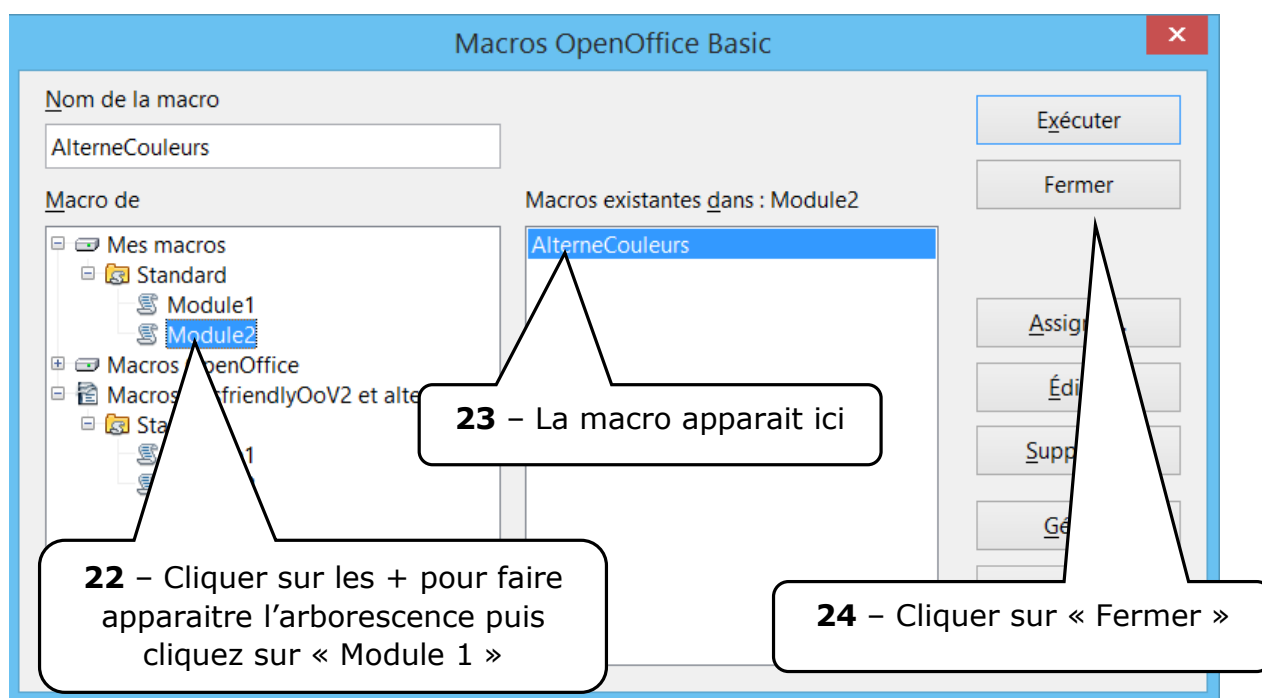 Macros OpenOffice Basic
Nom de la macro
AlterneCouleurs
Exécuter
Fermer
Macro de
Macros existantes dans : Module2
Mes macros
Standard
Module1
Module2
Macros OpenOffice
AlterneCouleurs
23 – La macro apparait ici
22 – Cliquer sur les + pour faire
apparaitre l’arborescence puis
cliquez sur « Module 1 »
24 – Cliquer sur « Fermer »